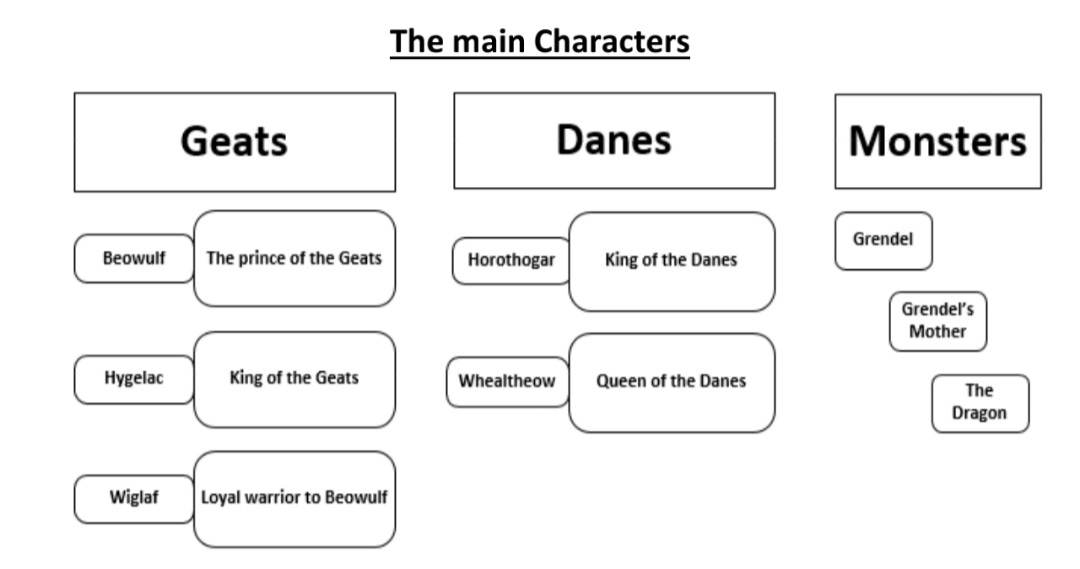 The main Characters
Geats
Beowulf
The prince of the Geats
Hygelac
King of the Geats
Wiglaf
Loyal warrior to Beowulf
Danes
Horothogar
King of the Danes
Whealtheow
Queen of the Danes
Monsters
Grendel
Grendel's
Mother
The
Dragon